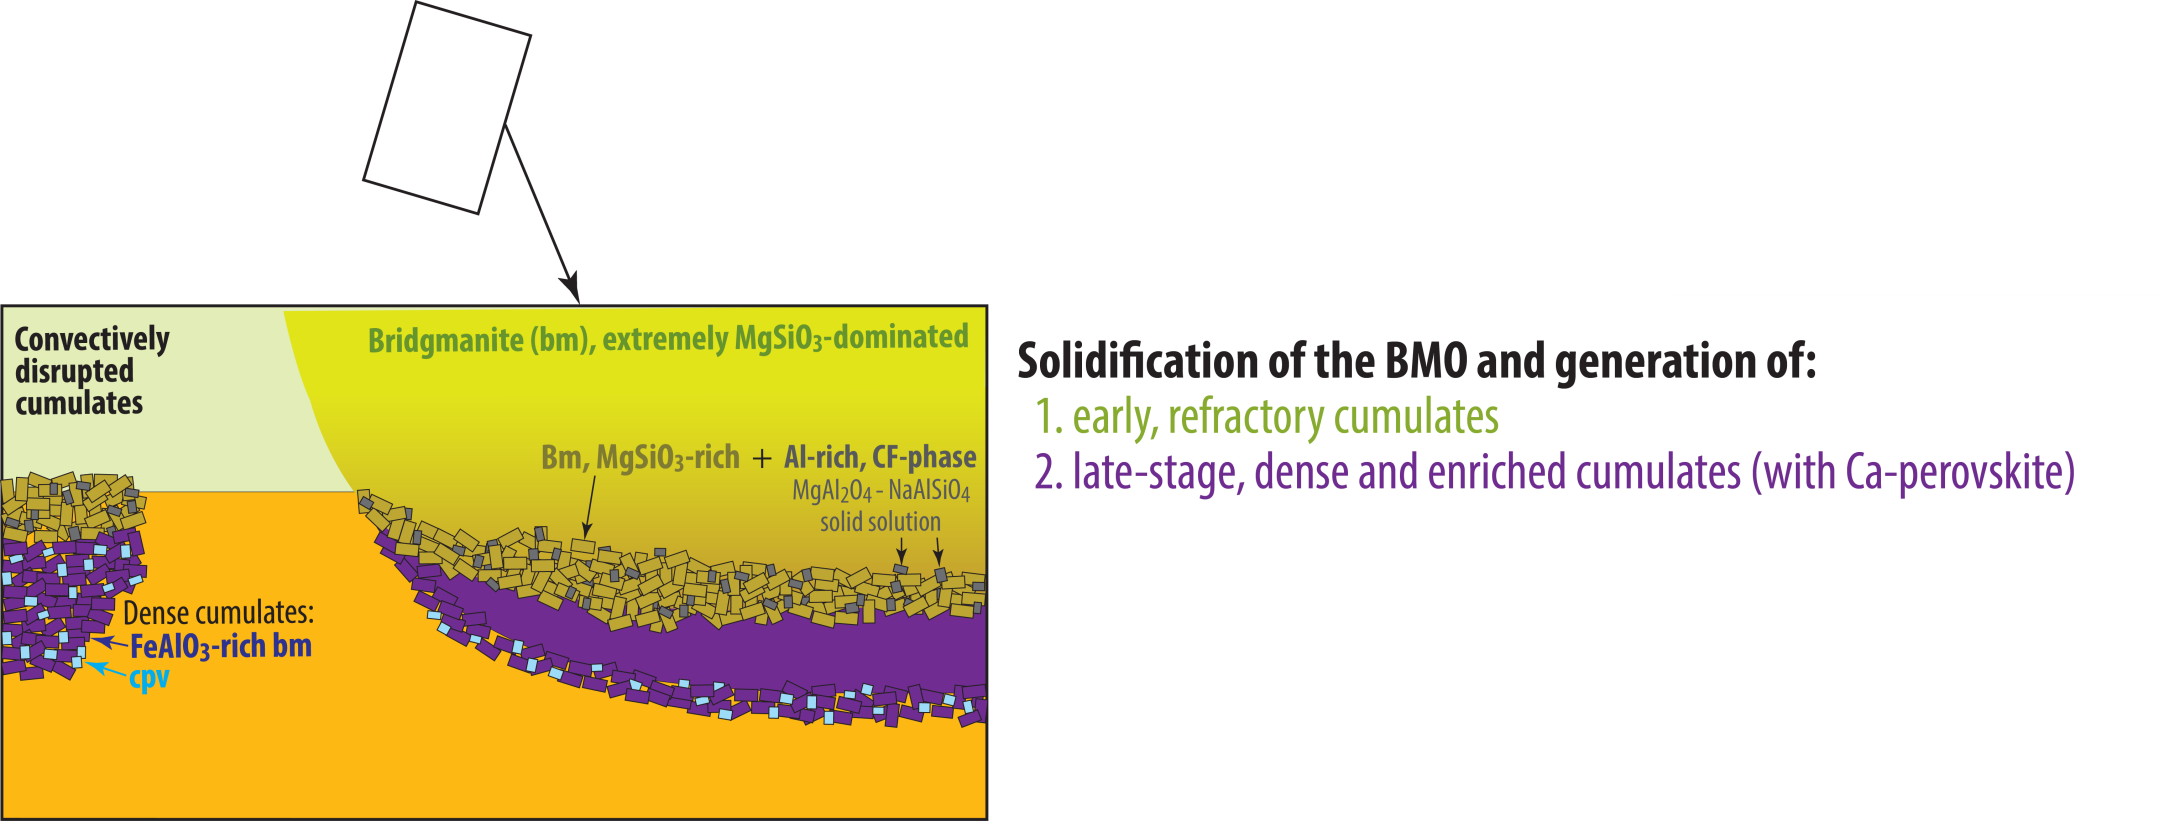 Convectively
disrupted
cumulates
Bridgmanite (bm), extremely MgSiO₃-dominated
Bm, MgSiO₃-rich + Al-rich, CF-phase
MgAl₂O₄ - NaAlSiO₄
solid solution
Dense cumulates:
FeAlO₃-rich bm
cpv
Solidification of the BMO and generation of:
1. early, refractory cumulates
2. late-stage, dense and enriched cumulates (with Ca-perovskite)